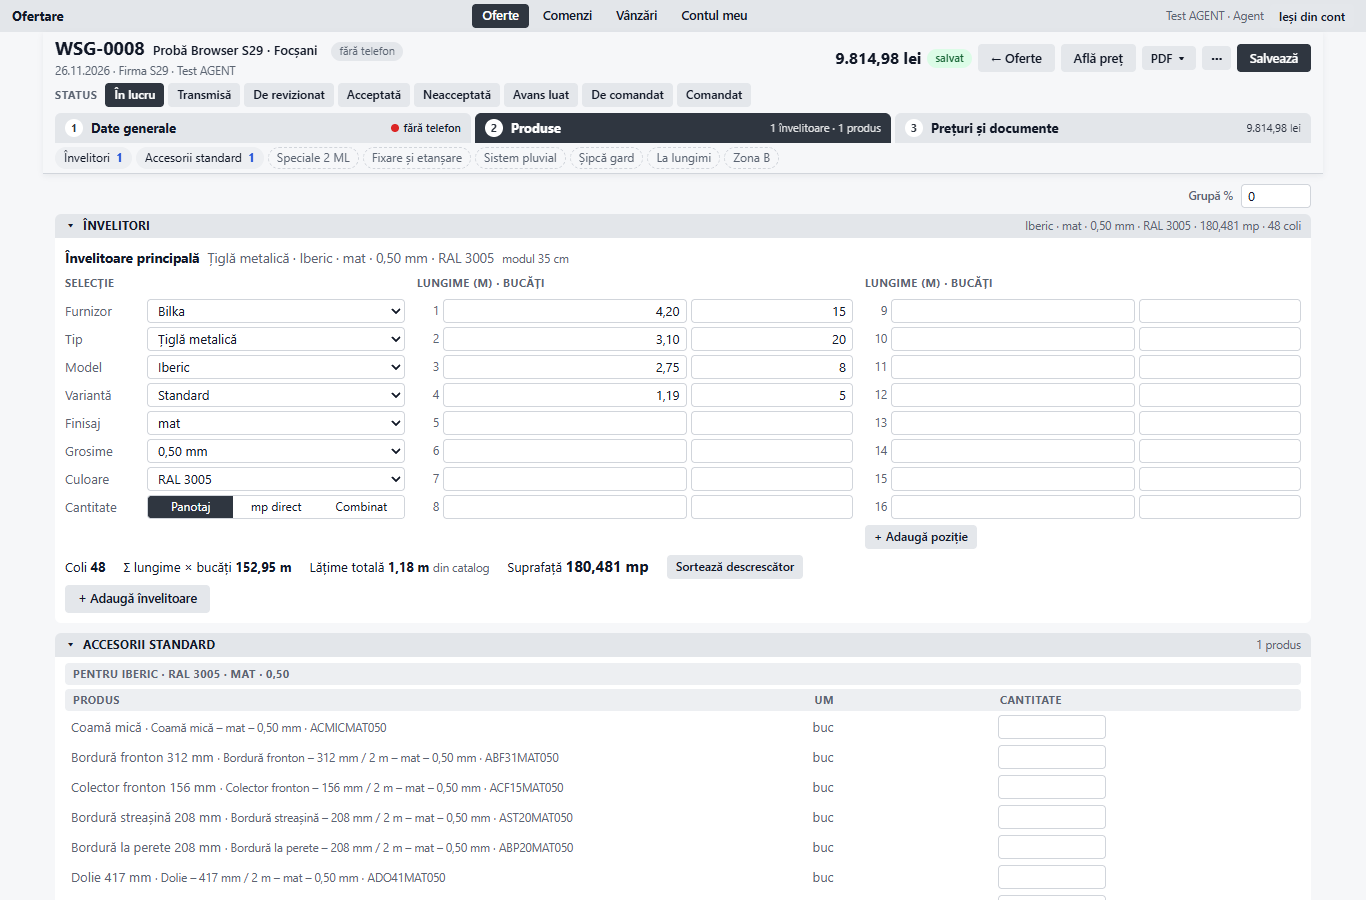 Ofertare
Oferte Comenzi Vânzări Contul meu
Test AGENT · Agent Ieși din cont
WSG-0008 Probă Browser S29 · Focșani fără telefon
26.11.2026 · Firma S29 · Test AGENT
9.814,98 lei salvat ← Oferte Află preț PDF ▾ ··· Salvează
STATUS În lucru Transmisă De revizionat Acceptată Neacceptată Avans luat De comandat Comandat
1 Date generale fără telefon
2 Produse 1 învelitoare · 1 produs
3 Prețuri și documente 9.814,98 lei
Învelitori 1 Accesorii standard 1 Speciale 2 ML Fixare și etanșare Sistem pluvial Șipcă gard La lungimi Zona B
Grupă % 0
▾ ÎNVELITORI Iberic · mat · 0,50 mm · RAL 3005 · 180,481 mp · 48 coli
Învelitoare principală Țiglă metalică · Iberic · mat · 0,50 mm · RAL 3005 modul 35 cm
SELECȚIE LUNGIME (M) · BUCĂȚI LUNGIME (M) · BUCĂȚI
Furnizor Bilka 1 4,20 15 9
Tip Țiglă metalică 2 3,10 20 10
Model Iberic 3 2,75 8 11
Variantă Standard 4 1,19 5 12
Finisaj mat 5 13
Grosime 0,50 mm 6 14
Culoare RAL 3005 7 15
Cantitate Panotaj mp direct Combinat 8 16
+ Adaugă poziție
Coli 48 Σ lungime × bucăți 152,95 m Lățime totală 1,18 m din catalog Suprafață 180,481 mp Sortează descrescător
+ Adaugă învelitoare
▾ ACCESORII STANDARD 1 produs
PENTRU IBERIC · RAL 3005 · MAT · 0,50
PRODUS UM CANTITATE
Coamă mică · Coamă mică – mat – 0,50 mm · ACMICMAT050 buc
Bordură fronton 312 mm · Bordură fronton – 312 mm / 2 m – mat – 0,50 mm · ABF31MAT050 buc
Colector fronton 156 mm · Colector fronton – 156 mm / 2 m – mat – 0,50 mm · ACF15MAT050 buc
Bordură streașină 208 mm · Bordură streașină – 208 mm / 2 m – mat – 0,50 mm · AST20MAT050 buc
Bordură la perete 208 mm · Bordură la perete – 208 mm / 2 m – mat – 0,50 mm · ABP20MAT050 buc
Dolie 417 mm · Dolie – 417 mm / 2 m – mat – 0,50 mm · ADO41MAT050 buc